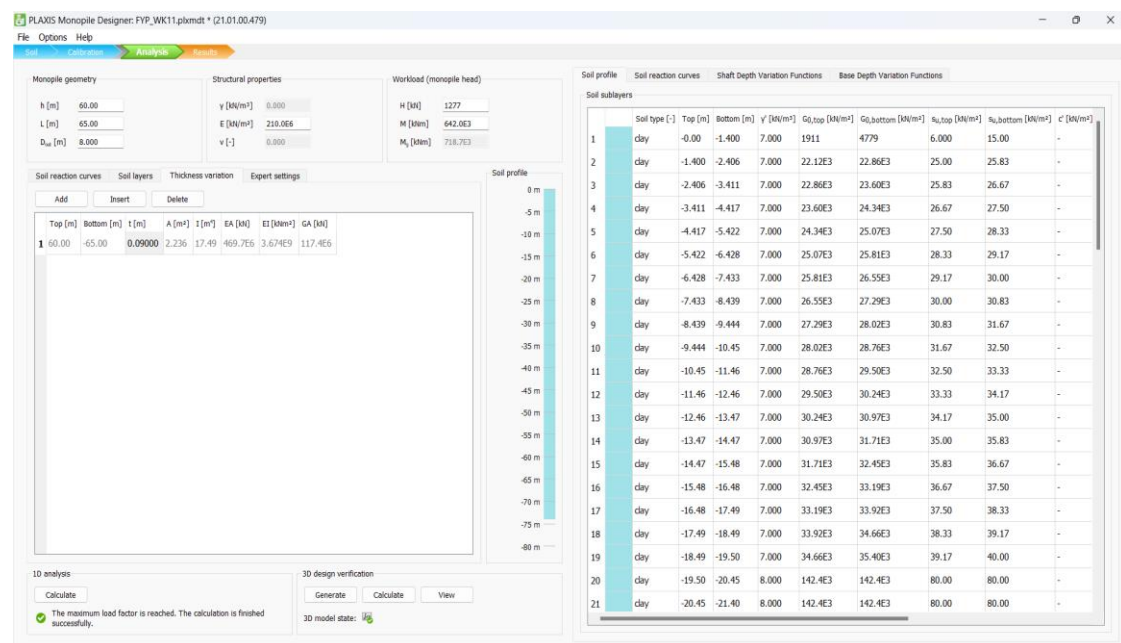 PLAXIS Monopile Designer: FYP_WK11.plxmdt * (21.01.00.479)
File Options Help
Soil Calibration Analysis Results
Monopile geometry
h [m] 60.00
L [m] 65.00
Dout [m] 8.000
Structural properties
γ [kN/m³] 0.000
E [kN/m²] 210.0E6
ν [-] 0.000
Workload (monopile head)
H [kN] 1277
M [kNm] 642.0E3
Mg [kNm] 718.7E3
Soil reaction curves Soil layers Thickness variation Expert settings
Add Insert Delete
Top [m] Bottom [m] t [m] A [m²] I [m⁴] EA [kN] EI [kNm²] GA [kN]
1 60.00 -65.00 0.09000 2.236 17.49 469.7E6 3.674E9 117.4E6
Soil profile
0 m
-5 m
-10 m
-15 m
-20 m
-25 m
-30 m
-35 m
-40 m
-45 m
-50 m
-55 m
-60 m
-65 m
-70 m
-75 m
-80 m
1D analysis
Calculate
The maximum load factor is reached. The calculation is finished
successfully.
3D design verification
Generate Calculate View
3D model state:
Soil profile Soil reaction curves Shaft Depth Variation Functions Base Depth Variation Functions
Soil sublayers
Soil type [-] Top [m] Bottom [m] γ' [kN/m³] G0,top [kN/m²] G0,bottom [kN/m²] su,top [kN/m²] su,bottom [kN/m²] c' [kN/m²]
1 clay -0.00 -1.400 7.000 1911 4779 6.000 15.00 -
2 clay -1.400 -2.406 7.000 22.12E3 22.86E3 25.00 25.83 -
3 clay -2.406 -3.411 7.000 22.86E3 23.60E3 25.83 26.67 -
4 clay -3.411 -4.417 7.000 23.60E3 24.34E3 26.67 27.50 -
5 clay -4.417 -5.422 7.000 24.34E3 25.07E3 27.50 28.33 -
6 clay -5.422 -6.428 7.000 25.07E3 25.81E3 28.33 29.17 -
7 clay -6.428 -7.433 7.000 25.81E3 26.55E3 29.17 30.00 -
8 clay -7.433 -8.439 7.000 26.55E3 27.29E3 30.00 30.83 -
9 clay -8.439 -9.444 7.000 27.29E3 28.02E3 30.83 31.67 -
10 clay -9.444 -10.45 7.000 28.02E3 28.76E3 31.67 32.50 -
11 clay -10.45 -11.46 7.000 28.76E3 29.50E3 32.50 33.33 -
12 clay -11.46 -12.46 7.000 29.50E3 30.24E3 33.33 34.17 -
13 clay -12.46 -13.47 7.000 30.24E3 30.97E3 34.17 35.00 -
14 clay -13.47 -14.47 7.000 30.97E3 31.71E3 35.00 35.83 -
15 clay -14.47 -15.48 7.000 31.71E3 32.45E3 35.83 36.67 -
16 clay -15.48 -16.48 7.000 32.45E3 33.19E3 36.67 37.50 -
17 clay -16.48 -17.49 7.000 33.19E3 33.92E3 37.50 38.33 -
18 clay -17.49 -18.49 7.000 33.92E3 34.66E3 38.33 39.17 -
19 clay -18.49 -19.50 7.000 34.66E3 35.40E3 39.17 40.00 -
20 clay -19.50 -20.45 8.000 142.4E3 142.4E3 80.00 80.00 -
21 clay -20.45 -21.40 8.000 142.4E3 142.4E3 80.00 80.00 -